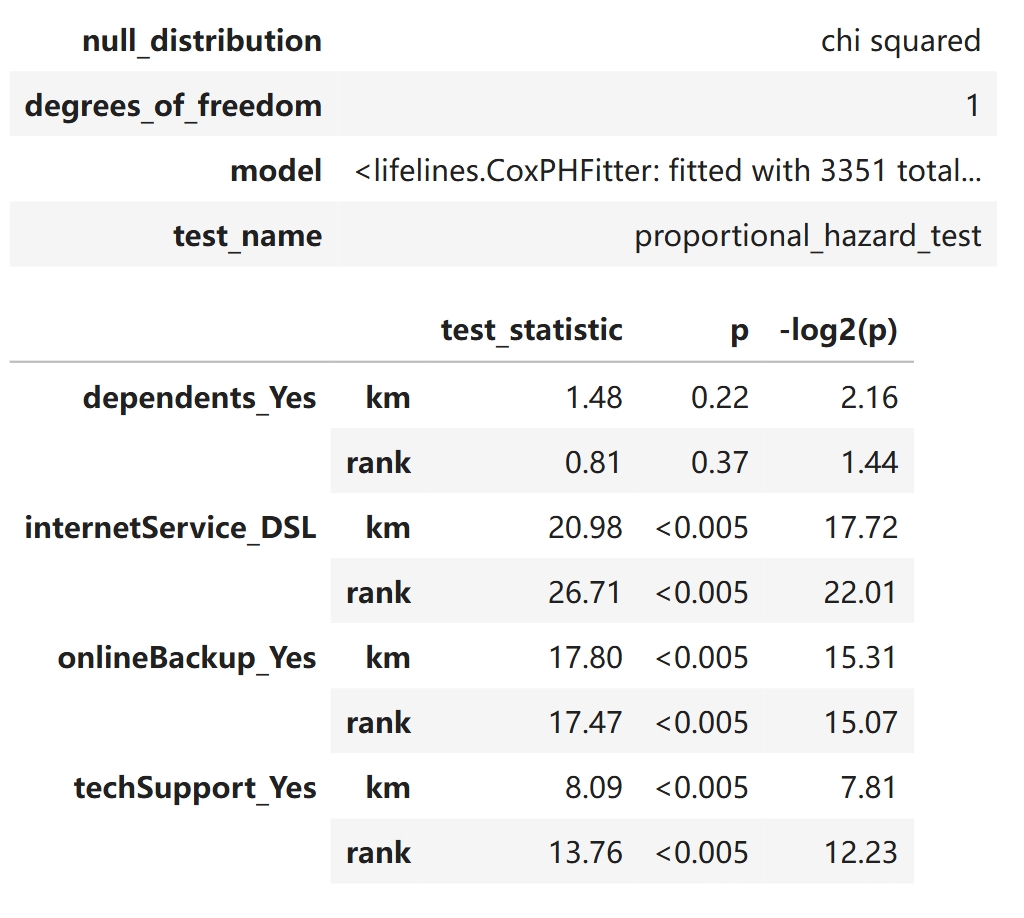 null_distribution chi squared
degrees_of_freedom 1
model <lifelines.CoxPHFitter: fitted with 3351 total...
test_name proportional_hazard_test
test_statistic p -log2(p)
dependents_Yes km 1.48 0.22 2.16
rank 0.81 0.37 1.44
internetService_DSL km 20.98 <0.005 17.72
rank 26.71 <0.005 22.01
onlineBackup_Yes km 17.80 <0.005 15.31
rank 17.47 <0.005 15.07
techSupport_Yes km 8.09 <0.005 7.81
rank 13.76 <0.005 12.23